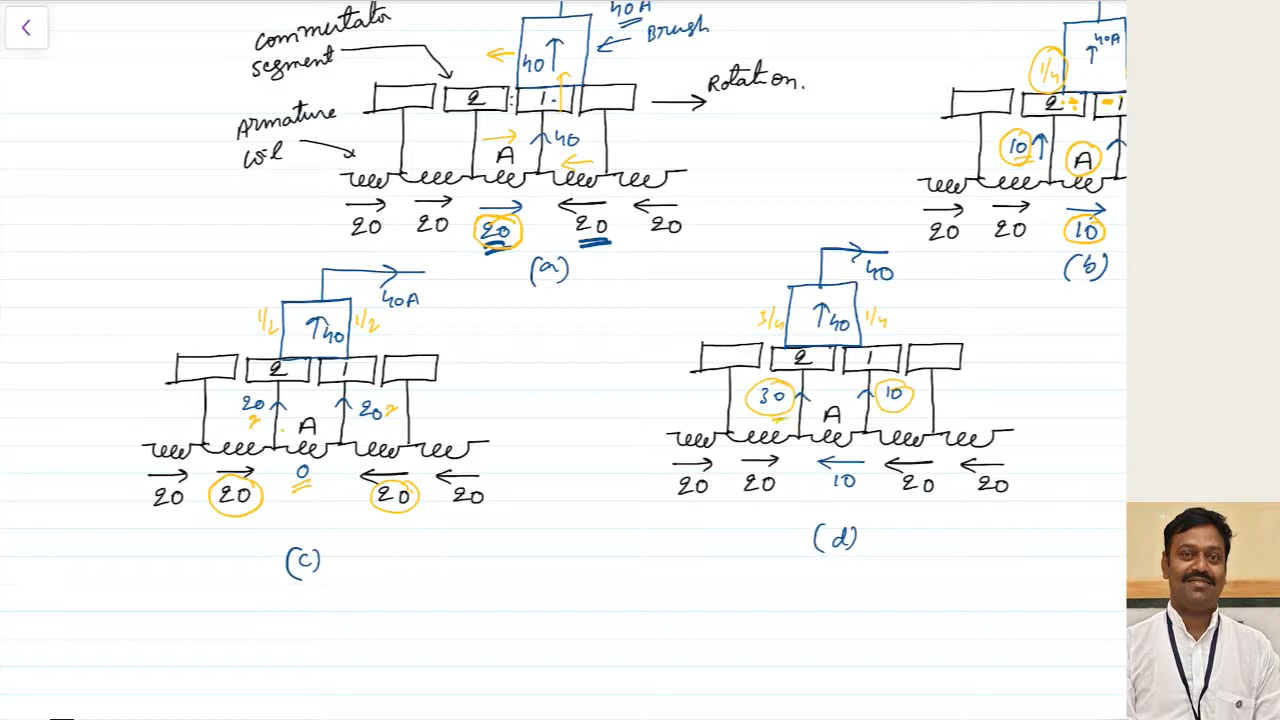 commutator
segment
Armature
coil
40A
Brush
40
2
1
Rotation.
40
A
20 20 20 20 20
(a)
40A
1/4
2 1
10
A
20 20 10
(b)
40A
1/2 40 1/2
2 1
20 20
A
20 20 0 20 20
(c)
40
3/4 40 1/4
2 1
30 10
A
20 20 10 20 20
(d)